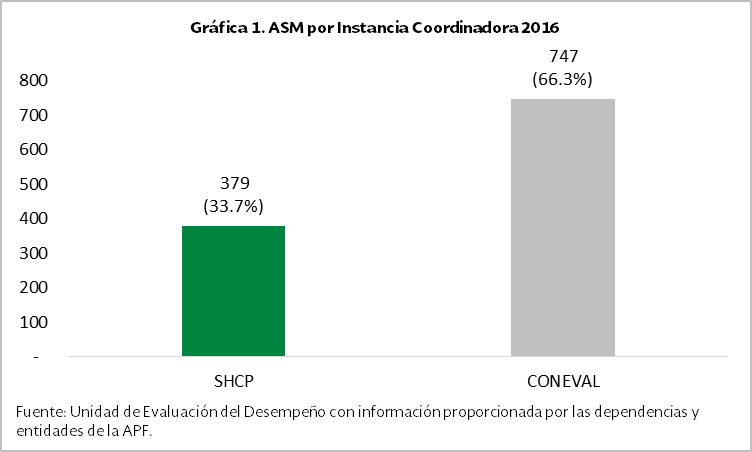 Gráfica 1. ASM por Instancia Coordinadora 2016
747
(66.3%)
800
700
600
500
400
300
200
100
-
379
(33.7%)
SHCP
CONEVAL
Fuente: Unidad de Evaluación del Desempeño con información proporcionada por las dependencias y
entidades de la APF.